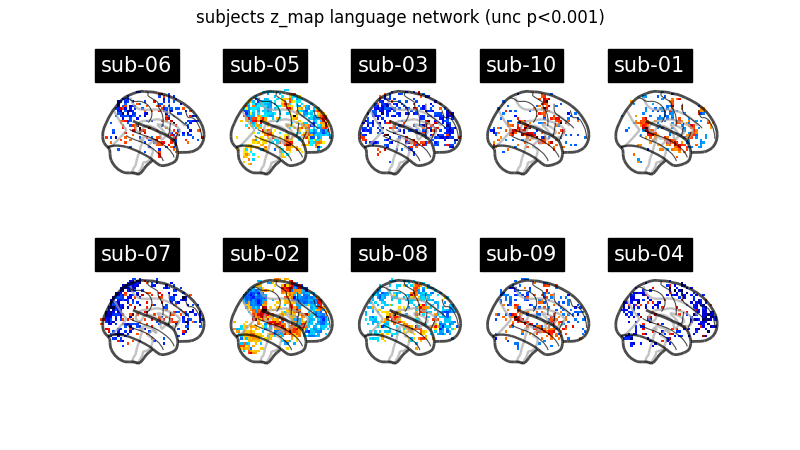 subjects z_map language network (unc p<0.001)
sub-06 sub-05 sub-03 sub-10 sub-01
sub-07 sub-02 sub-08 sub-09 sub-04